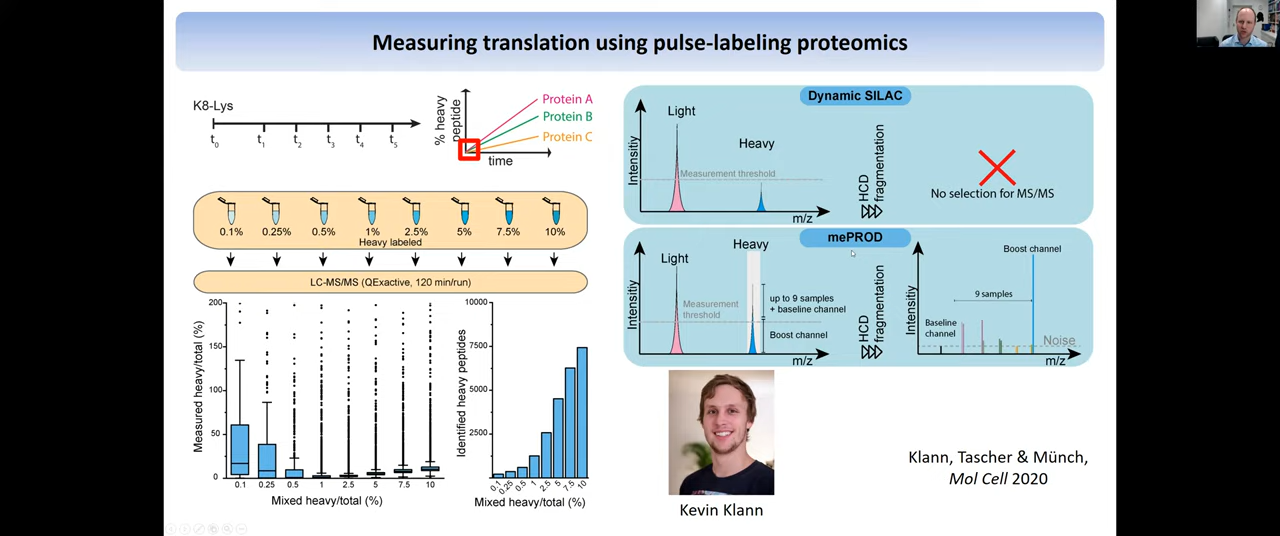 Measuring translation using pulse-labeling proteomics
K8-Lys
t0 t1 t2 t3 t4 t5
% heavy
peptide
Protein A
Protein B
Protein C
time
0.1% 0.25% 0.5% 1% 2.5% 5% 7.5% 10%
Heavy labeled
LC-MS/MS (QExactive, 120 min/run)
Measured heavy/total (%)
200
150
100
50
0
0.1 0.25 0.5 1 2.5 5 7.5 10
Mixed heavy/total (%)
Identified heavy peptides
10000
7500
5000
2500
0
0.1 0.25 0.5 1 2.5 5 7.5 10
Mixed heavy/total (%)
Dynamic SILAC
Intensitiy
Light
Heavy
Measurement threshold
m/z
HCD
fragmentation
No selection for MS/MS
mePROD
Intensitiy
Light
Heavy
Measurement
threshold
up to 9 samples
+ baseline channel
Boost channel
m/z
HCD
fragmentation
Intensitiy
Boost channel
9 samples
Baseline
channel
Noise
m/z
Kevin Klann
Klann, Tascher & Münch,
Mol Cell 2020